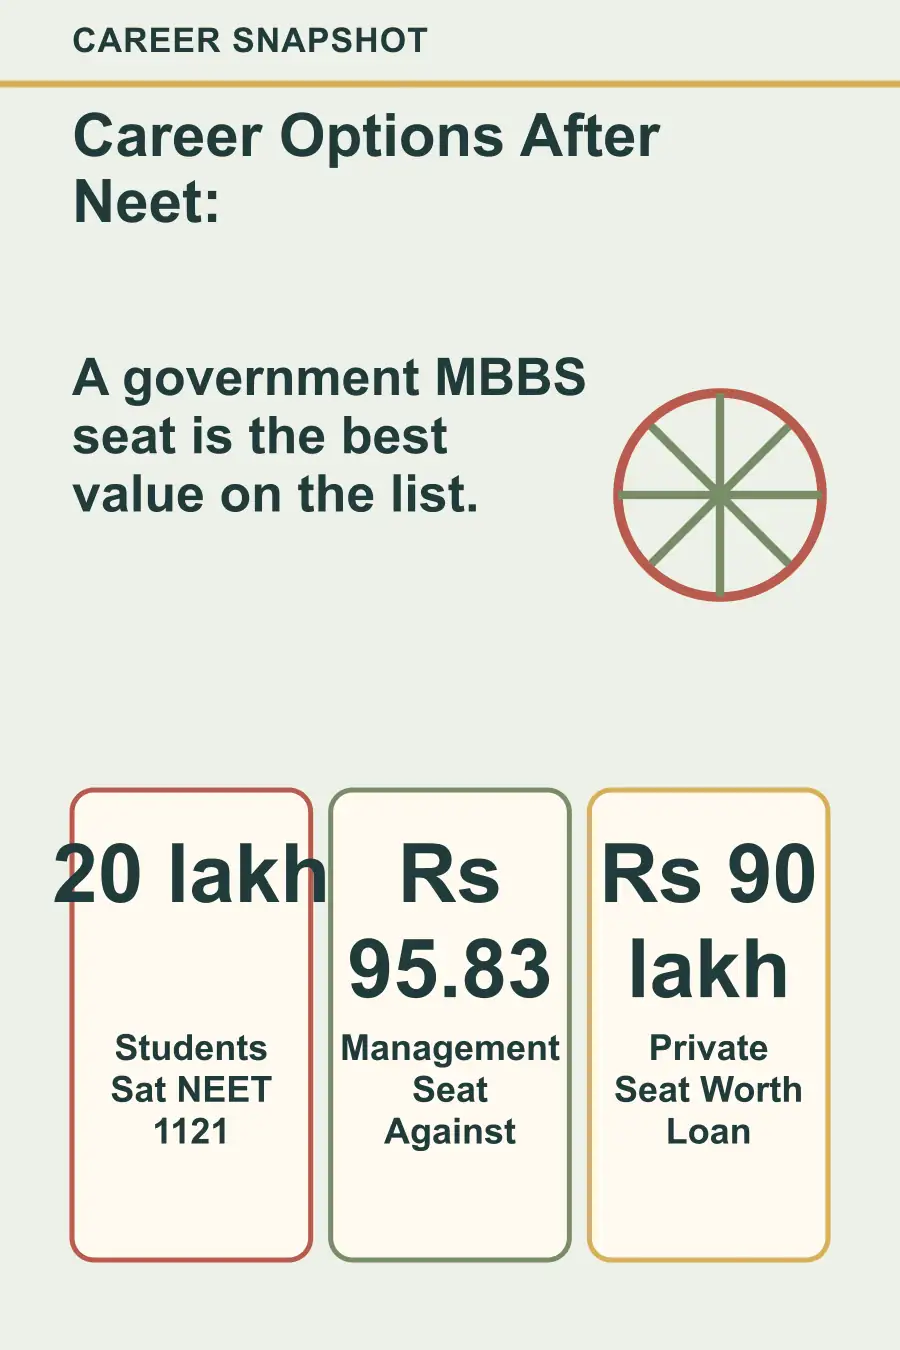 CAREER SNAPSHOT
Career Options After
Neet:
A government MBBS
seat is the best
value on the list.
20 lakh
Students
Sat NEET
1121
Rs
95.83
Management
Seat
Against
Rs 90
lakh
Private
Seat Worth
Loan